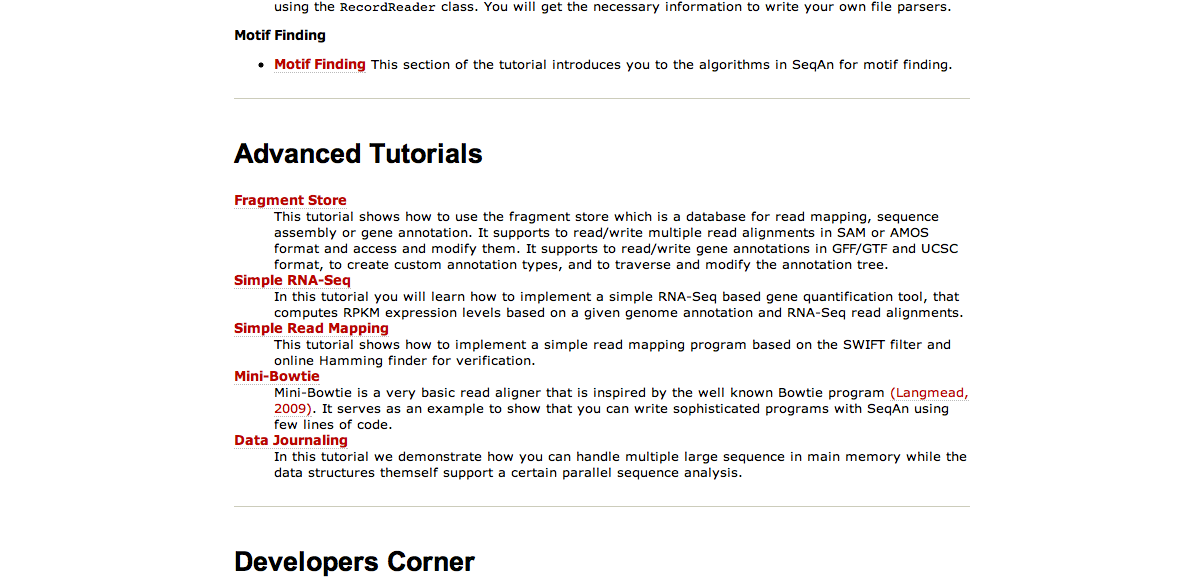 using the RecordReader class. You will get the necessary information to write your own file parsers.
Motif Finding
• Motif Finding This section of the tutorial introduces you to the algorithms in SeqAn for motif finding.
Advanced Tutorials
Fragment Store
This tutorial shows how to use the fragment store which is a database for read mapping, sequence
assembly or gene annotation. It supports to read/write multiple read alignments in SAM or AMOS
format and access and modify them. It supports to read/write gene annotations in GFF/GTF and UCSC
format, to create custom annotation types, and to traverse and modify the annotation tree.
Simple RNA-Seq
In this tutorial you will learn how to implement a simple RNA-Seq based gene quantification tool, that
computes RPKM expression levels based on a given genome annotation and RNA-Seq read alignments.
Simple Read Mapping
This tutorial shows how to implement a simple read mapping program based on the SWIFT filter and
online Hamming finder for verification.
Mini-Bowtie
Mini-Bowtie is a very basic read aligner that is inspired by the well known Bowtie program (Langmead,
2009). It serves as an example to show that you can write sophisticated programs with SeqAn using
few lines of code.
Data Journaling
In this tutorial we demonstrate how you can handle multiple large sequence in main memory while the
data structures themself support a certain parallel sequence analysis.
Developers Corner